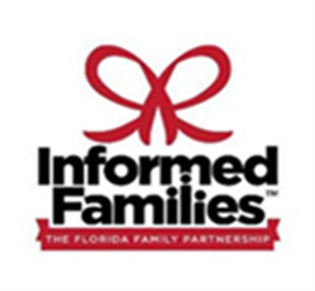 Informed
Families™
THE FLORIDA FAMILY PARTNERSHIP